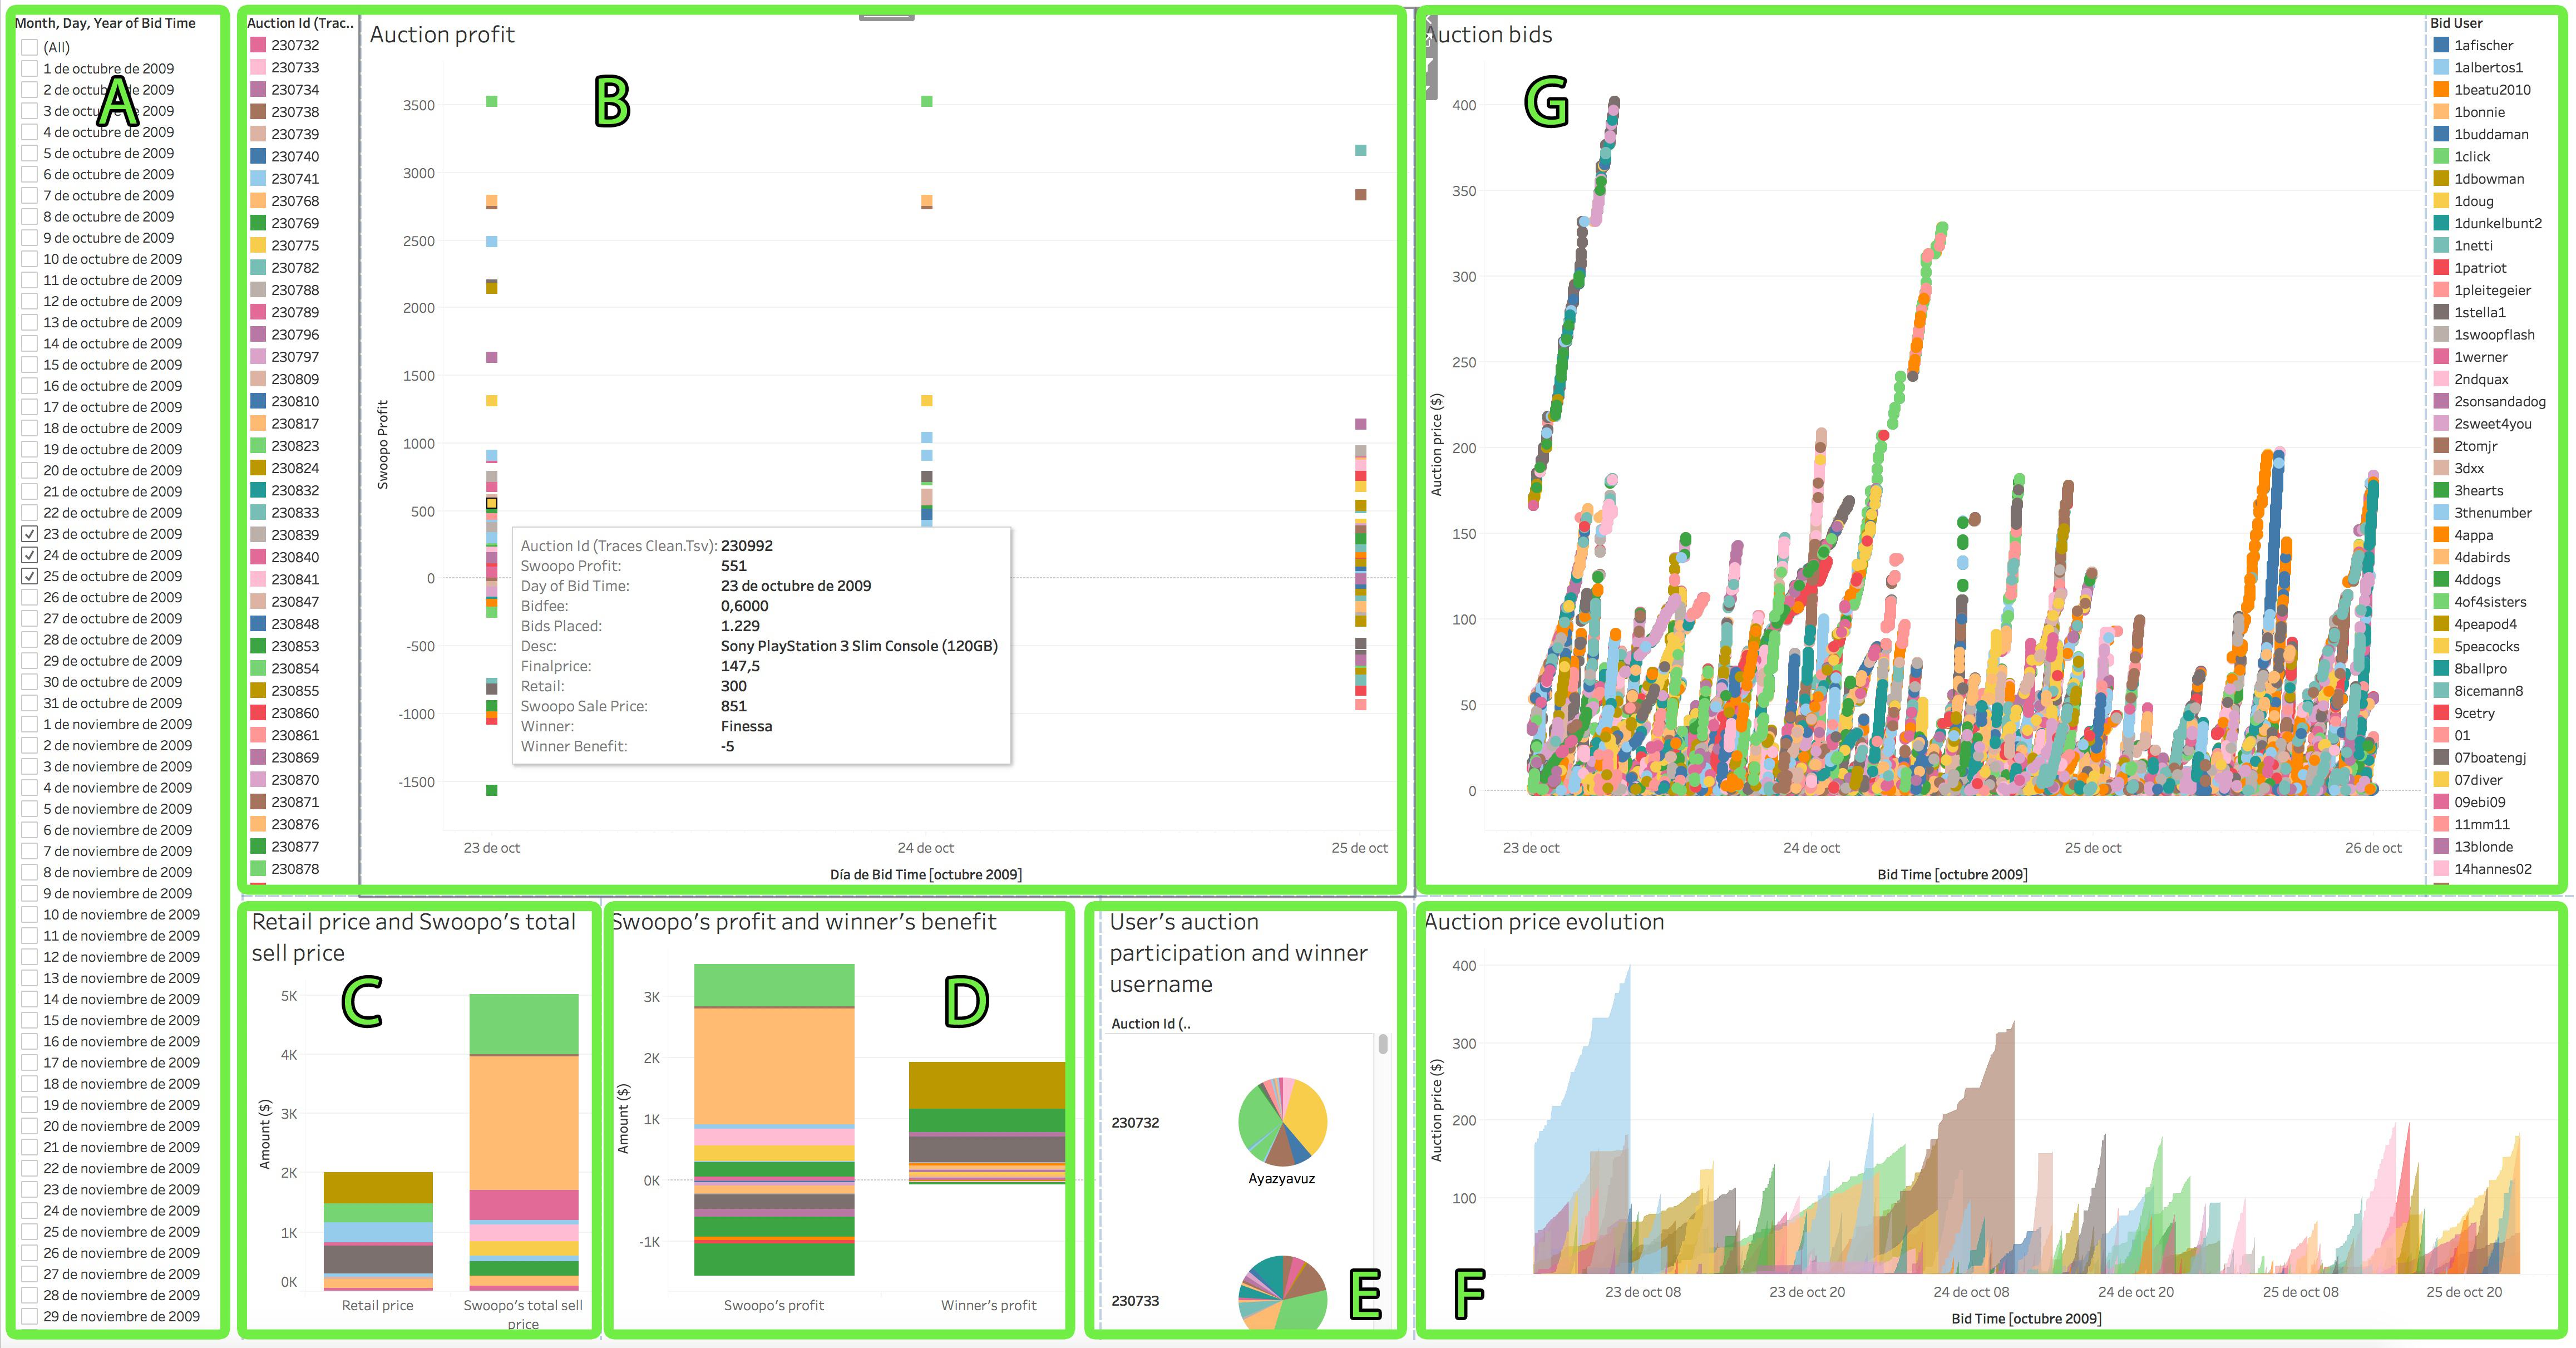 Month, Day, Year of Bid Time
(All)
1 de octubre de 2009
2 de octubre de 2009
3 de octubre de 2009
4 de octubre de 2009
5 de octubre de 2009
6 de octubre de 2009
7 de octubre de 2009
8 de octubre de 2009
9 de octubre de 2009
10 de octubre de 2009
11 de octubre de 2009
12 de octubre de 2009
13 de octubre de 2009
14 de octubre de 2009
15 de octubre de 2009
16 de octubre de 2009
17 de octubre de 2009
18 de octubre de 2009
19 de octubre de 2009
20 de octubre de 2009
21 de octubre de 2009
22 de octubre de 2009
23 de octubre de 2009
24 de octubre de 2009
25 de octubre de 2009
26 de octubre de 2009
27 de octubre de 2009
28 de octubre de 2009
29 de octubre de 2009
30 de octubre de 2009
31 de octubre de 2009
1 de noviembre de 2009
2 de noviembre de 2009
3 de noviembre de 2009
4 de noviembre de 2009
5 de noviembre de 2009
6 de noviembre de 2009
7 de noviembre de 2009
8 de noviembre de 2009
9 de noviembre de 2009
10 de noviembre de 2009
11 de noviembre de 2009
12 de noviembre de 2009
13 de noviembre de 2009
14 de noviembre de 2009
15 de noviembre de 2009
16 de noviembre de 2009
17 de noviembre de 2009
18 de noviembre de 2009
19 de noviembre de 2009
20 de noviembre de 2009
21 de noviembre de 2009
22 de noviembre de 2009
23 de noviembre de 2009
24 de noviembre de 2009
25 de noviembre de 2009
26 de noviembre de 2009
27 de noviembre de 2009
28 de noviembre de 2009
29 de noviembre de 2009
A
Auction Id (Trac..
230732
230733
230734
230738
230739
230740
230741
230768
230769
230775
230782
230788
230789
230796
230797
230809
230810
230817
230823
230824
230832
230833
230839
230840
230841
230847
230848
230853
230854
230855
230860
230861
230869
230870
230871
230876
230877
230878
Auction profit
B
Swoopo Profit
3500
3000
2500
2000
1500
1000
500
0
-500
-1000
-1500
23 de oct
24 de oct
25 de oct
Día de Bid Time [octubre 2009]
Auction Id (Traces Clean.Tsv): 230992
Swoopo Profit: 551
Day of Bid Time: 23 de octubre de 2009
Bidfee: 0,6000
Bids Placed: 1.229
Desc: Sony PlayStation 3 Slim Console (120GB)
Finalprice: 147,5
Retail: 300
Swoopo Sale Price: 851
Winner: Finessa
Winner Benefit: -5
Auction bids
G
Auction price ($)
400
350
300
250
200
150
100
50
0
23 de oct
24 de oct
25 de oct
26 de oct
Bid Time [octubre 2009]
Bid User
1afischer
1albertos1
1beatu2010
1bonnie
1buddaman
1click
1dbowman
1doug
1dunkelbunt2
1netti
1patriot
1pleitegeier
1stella1
1swoopflash
1werner
2ndquax
2sonsandadog
2sweet4you
2tomjr
3dxx
3hearts
3thenumber
4appa
4dabirds
4ddogs
4of4sisters
4peapod4
5peacocks
8ballpro
8icemann8
9cetry
01
07boatengj
07diver
09ebi09
11mm11
13blonde
14hannes02
Retail price and Swoopo's total
sell price
C
Amount ($)
5K
4K
3K
2K
1K
0K
Retail price
Swoopo's total sell
price
Swoopo's profit and winner's benefit
D
Amount ($)
3K
2K
1K
0K
-1K
Swoopo's profit
Winner's profit
User's auction
participation and winner
username
Auction Id (..
230732
Ayazyavuz
230733
E
Auction price evolution
Auction price ($)
400
300
200
100
F
23 de oct 08
23 de oct 20
24 de oct 08
24 de oct 20
25 de oct 08
25 de oct 20
Bid Time [octubre 2009]